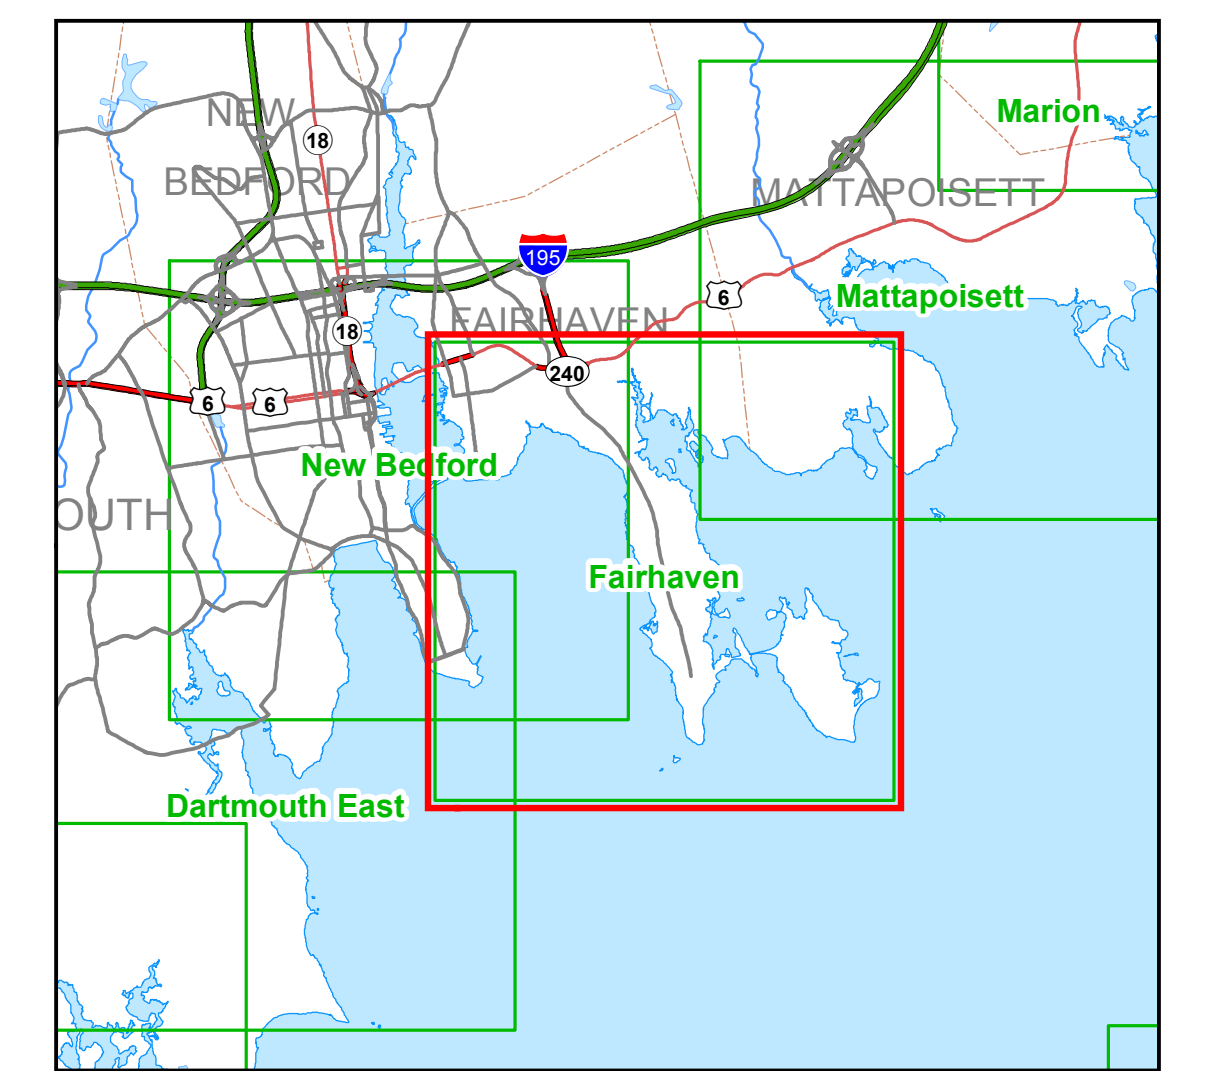 Marion
NEW
18
BEDFORD
MATTAPOISETT
195
Mattapoisett
6
FAIRHAVEN
18
240
6
6
New Bedford
OUTH
Fairhaven
Dartmouth East